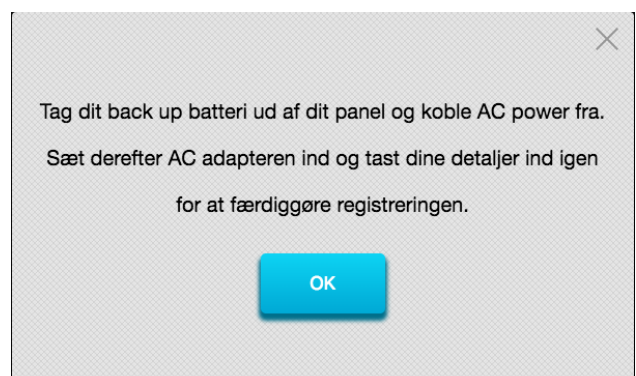 Tag dit back up batteri ud af dit panel og koble AC power fra.
Sæt derefter AC adapteren ind og tast dine detaljer ind igen
for at færdiggøre registreringen.
OK